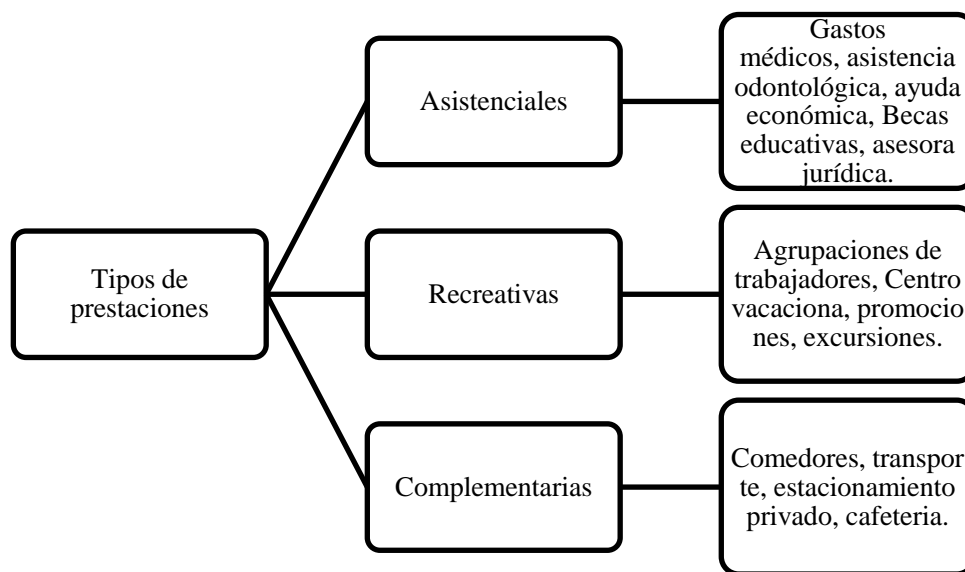 Tipos de
prestaciones
Asistenciales
Gastos
médicos, asistencia
odontológica, ayuda
económica, Becas
educativas, asesora
jurídica.
Recreativas
Agrupaciones de
trabajadores, Centro
vacaciona, promocio
nes, excursiones.
Complementarias
Comedores, transpor
te, estacionamiento
privado, cafeteria.